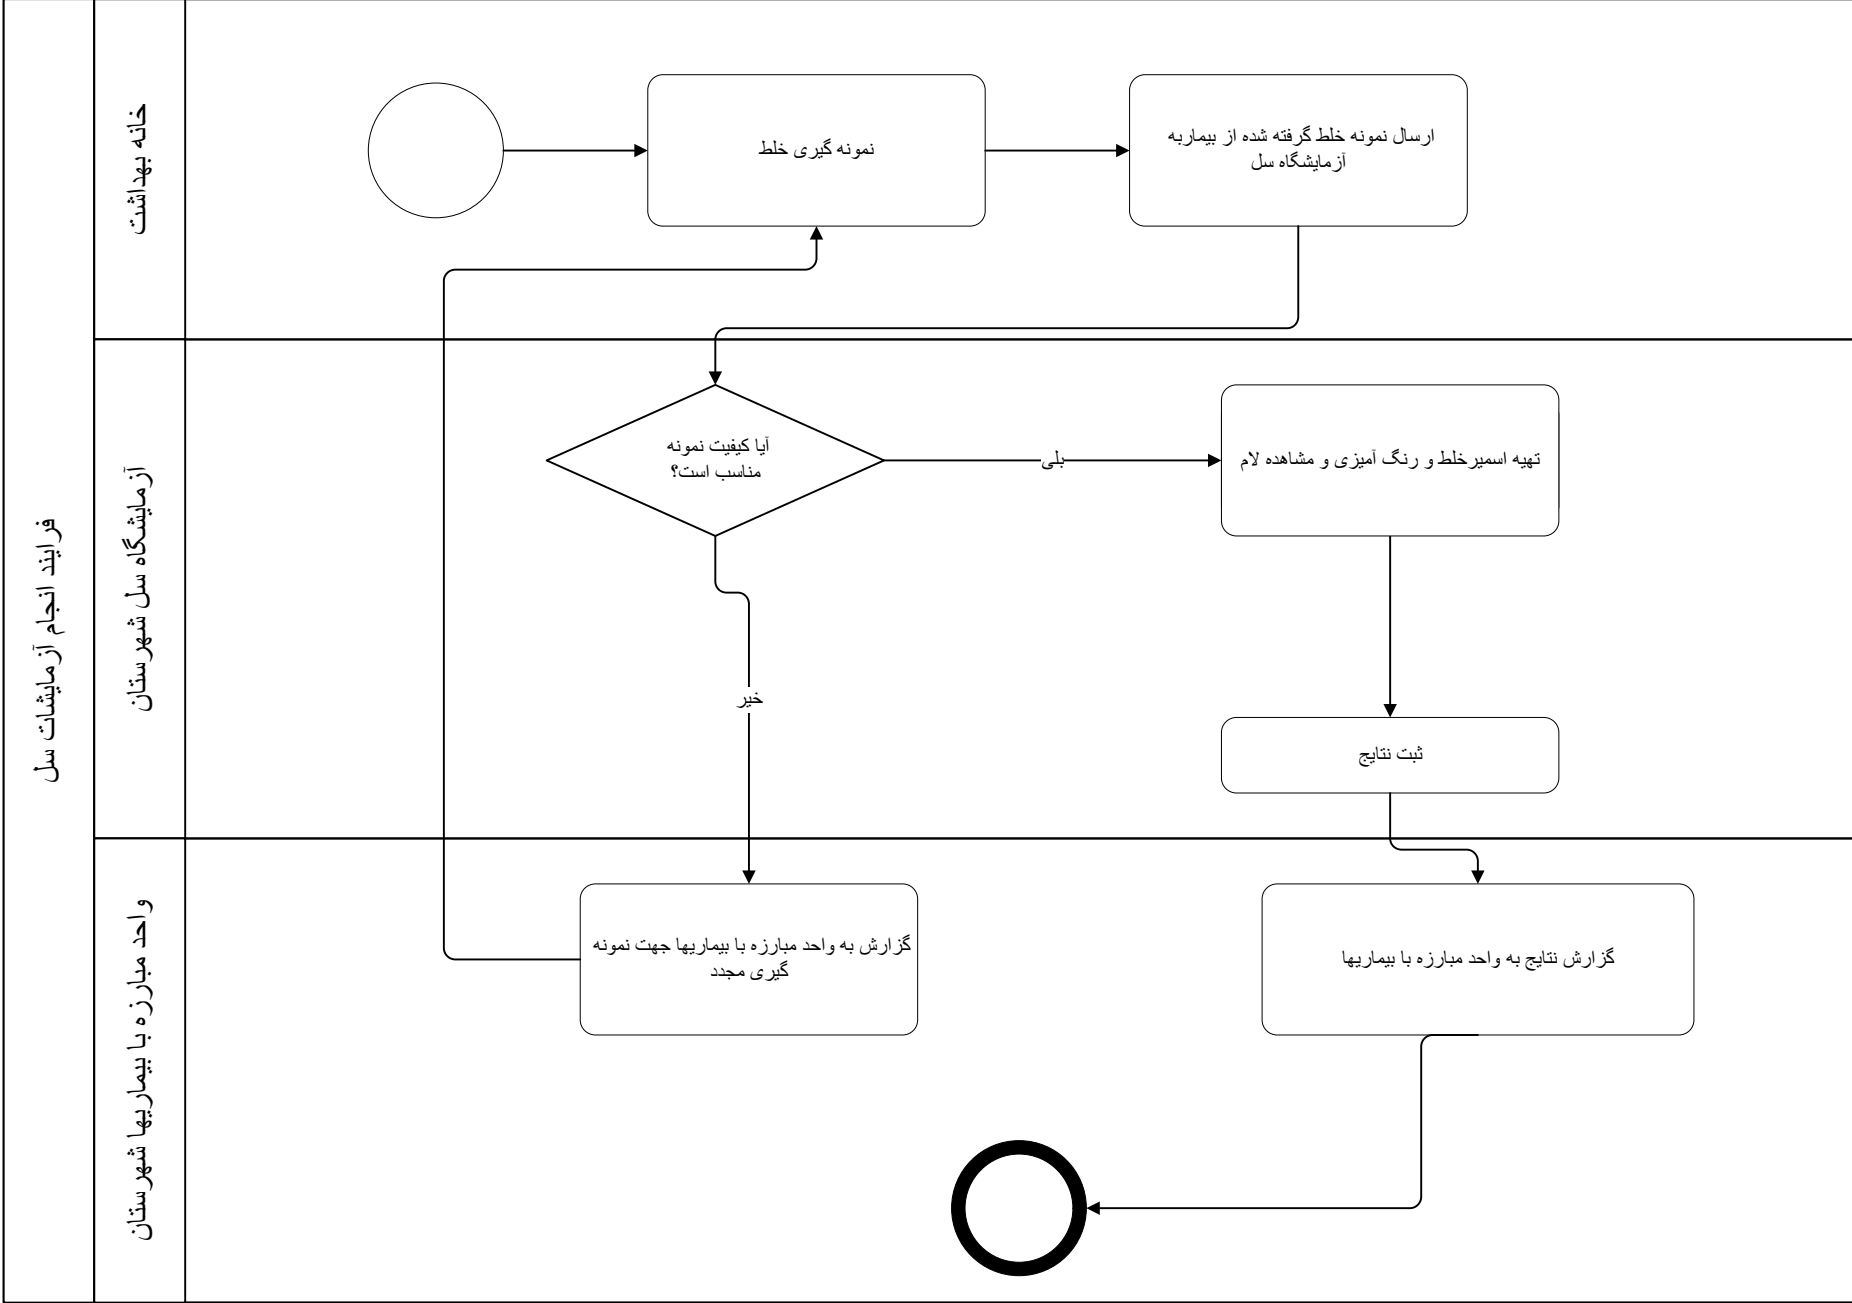 فرایند انجام آزمایشات سل
خانه بهداشت
نمونه گیری خلط
ارسال نمونه خلط گرفته شده از بیماربه
آزمایشگاه سل
آزمایشگاه سل شهرستان
آیا کیفیت نمونه
مناسب است؟
بلی
تهیه اسمیرخلط و رنگ آمیزی و مشاهده لام
خیر
ثبت نتایج
واحد مبارزه با بیماریها شهرستان
گزارش به واحد مبارزه با بیماریها جهت نمونه
گیری مجدد
گزارش نتایج به واحد مبارزه با بیماریها